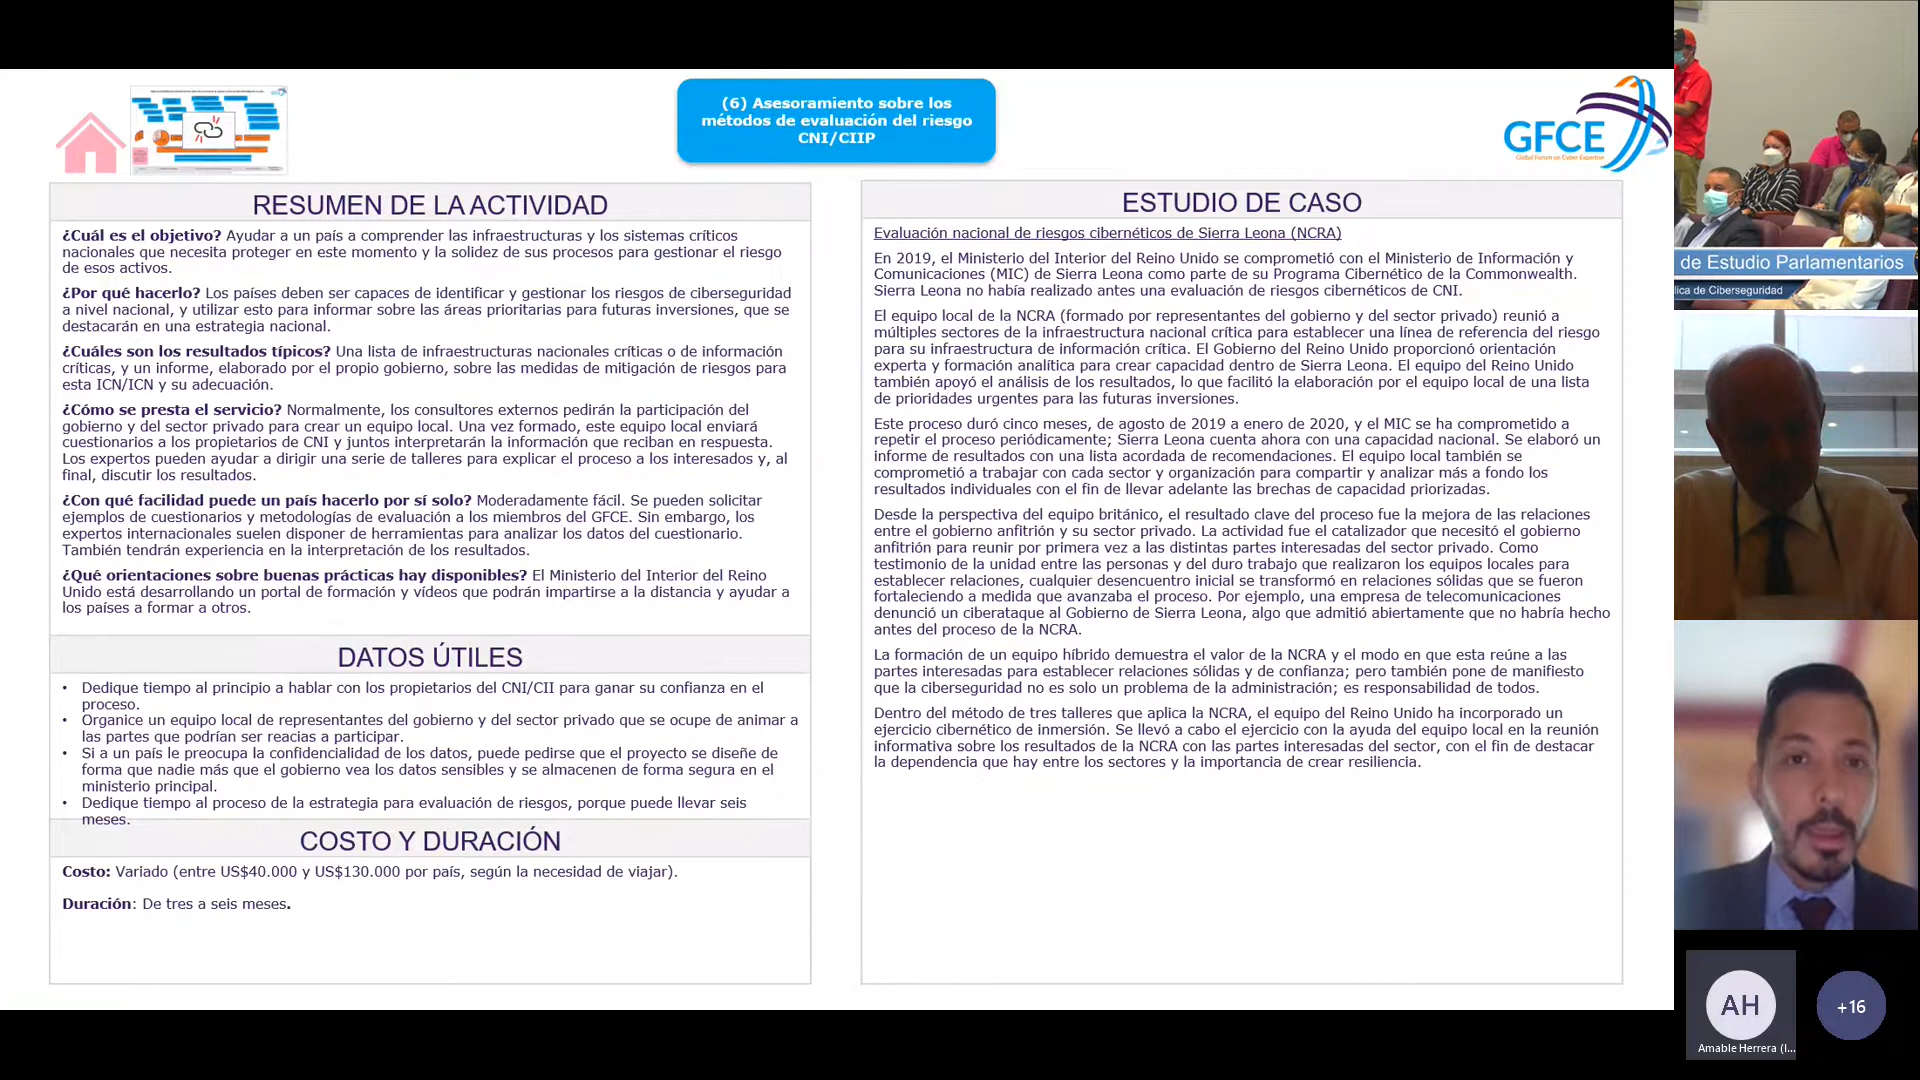 (6) Asesoramiento sobre los
métodos de evaluación del riesgo
CNI/CIIP
GFCE
Global Forum on Cyber Expertise
RESUMEN DE LA ACTIVIDAD
¿Cuál es el objetivo? Ayudar a un país a comprender las infraestructuras y los sistemas críticos
nacionales que necesita proteger en este momento y la solidez de sus procesos para gestionar el riesgo
de esos activos.
¿Por qué hacerlo? Los países deben ser capaces de identificar y gestionar los riesgos de ciberseguridad
a nivel nacional, y utilizar esto para informar sobre las áreas prioritarias para futuras inversiones, que se
destacarán en una estrategia nacional.
¿Cuáles son los resultados típicos? Una lista de infraestructuras nacionales críticas o de información
críticas, y un informe, elaborado por el propio gobierno, sobre las medidas de mitigación de riesgos para
esta ICN/ICN y su adecuación.
¿Cómo se presta el servicio? Normalmente, los consultores externos pedirán la participación del
gobierno y del sector privado para crear un equipo local. Una vez formado, este equipo local enviará
cuestionarios a los propietarios de CNI y juntos interpretarán la información que reciban en respuesta.
Los expertos pueden ayudar a dirigir una serie de talleres para explicar el proceso a los interesados y, al
final, discutir los resultados.
¿Con qué facilidad puede un país hacerlo por sí solo? Moderadamente fácil. Se pueden solicitar
ejemplos de cuestionarios y metodologías de evaluación a los miembros del GFCE. Sin embargo, los
expertos internacionales suelen disponer de herramientas para analizar los datos del cuestionario.
También tendrán experiencia en la interpretación de los resultados.
¿Qué orientaciones sobre buenas prácticas hay disponibles? El Ministerio del Interior del Reino
Unido está desarrollando un portal de formación y vídeos que podrán impartirse a la distancia y ayudar a
los países a formar a otros.
DATOS ÚTILES
• Dedique tiempo al principio a hablar con los propietarios del CNI/CII para ganar su confianza en el
proceso.
• Organice un equipo local de representantes del gobierno y del sector privado que se ocupe de animar a
las partes que podrían ser reacias a participar.
• Si a un país le preocupa la confidencialidad de los datos, puede pedirse que el proyecto se diseñe de
forma que nadie más que el gobierno vea los datos sensibles y se almacenen de forma segura en el
ministerio principal.
• Dedique tiempo al proceso de la estrategia para evaluación de riesgos, porque puede llevar seis
meses.
COSTO Y DURACIÓN
Costo: Variado (entre US$40.000 y US$130.000 por país, según la necesidad de viajar).
Duración: De tres a seis meses.
ESTUDIO DE CASO
Evaluación nacional de riesgos cibernéticos de Sierra Leona (NCRA)
En 2019, el Ministerio del Interior del Reino Unido se comprometió con el Ministerio de Información y
Comunicaciones (MIC) de Sierra Leona como parte de su Programa Cibernético de la Commonwealth.
Sierra Leona no había realizado antes una evaluación de riesgos cibernéticos de CNI.
El equipo local de la NCRA (formado por representantes del gobierno y del sector privado) reunió a
múltiples sectores de la infraestructura nacional crítica para establecer una línea de referencia del riesgo
para su infraestructura de información crítica. El Gobierno del Reino Unido proporcionó orientación
experta y formación analítica para crear capacidad dentro de Sierra Leona. El equipo del Reino Unido
también apoyó el análisis de los resultados, lo que facilitó la elaboración por el equipo local de una lista
de prioridades urgentes para las futuras inversiones.
Este proceso duró cinco meses, de agosto de 2019 a enero de 2020, y el MIC se ha comprometido a
repetir el proceso periódicamente; Sierra Leona cuenta ahora con una capacidad nacional. Se elaboró un
informe de resultados con una lista acordada de recomendaciones. El equipo local también se
comprometió a trabajar con cada sector y organización para compartir y analizar más a fondo los
resultados individuales con el fin de llevar adelante las brechas de capacidad priorizadas.
Desde la perspectiva del equipo británico, el resultado clave del proceso fue la mejora de las relaciones
entre el gobierno anfitrión y su sector privado. La actividad fue el catalizador que necesitó el gobierno
anfitrión para reunir por primera vez a las distintas partes interesadas del sector privado. Como
testimonio de la unidad entre las personas y del duro trabajo que realizaron los equipos locales para
establecer relaciones, cualquier desencuentro inicial se transformó en relaciones sólidas que se fueron
fortaleciendo a medida que avanzaba el proceso. Por ejemplo, una empresa de telecomunicaciones
denunció un ciberataque al Gobierno de Sierra Leona, algo que admitió abiertamente que no habría hecho
antes del proceso de la NCRA.
La formación de un equipo híbrido demuestra el valor de la NCRA y el modo en que esta reúne a las
partes interesadas para establecer relaciones sólidas y de confianza; pero también pone de manifiesto
que la ciberseguridad no es solo un problema de la administración; es responsabilidad de todos.
Dentro del método de tres talleres que aplica la NCRA, el equipo del Reino Unido ha incorporado un
ejercicio cibernético de inmersión. Se llevó a cabo el ejercicio con la ayuda del equipo local en la reunión
informativa sobre los resultados de la NCRA con las partes interesadas del sector, con el fin de destacar
la dependencia que hay entre los sectores y la importancia de crear resiliencia.
de Estudio Parlamentarios
lica de Ciberseguridad
AH
Amable Herrera (I...
+16